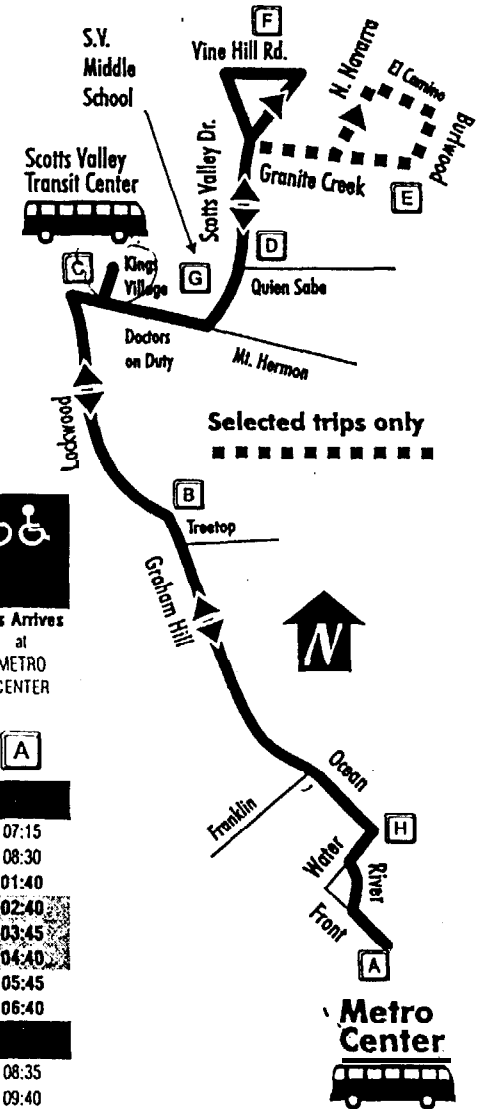 F
S.V.
Middle
School
Vine Hill Rd.
N. Navarra
El Camino
Burlwood
Scotts Valley
Transit Center
Scotts Valley Dr.
Granite Creek
E
D
C
Kings
Village
G
Quien Sabe
Doctors
on Duty
Mt. Hermon
Lockwood
Selected trips only
B
Treetop
Graham Hill
N
s Arrives
at
METRO
CENTER
A
Ocean
Franklin
H
Water
River
Front
A
Metro
Center
07:15
08:30
01:40
02:40
03:45
04:40
05:45
06:40
08:35
09:40